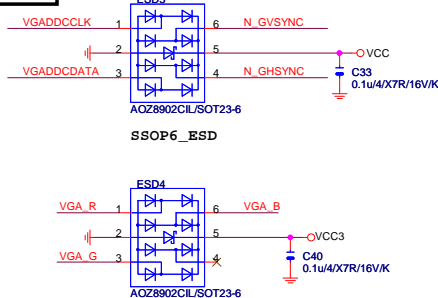 ESD3
VGADDCCLK 1 6 N_GVSYNC
2 5 VCC
VGADDCDATA 3 4 N_GHSYNC
C33
0.1u/4/X7R/16V/K
AOZ8902CIL/SOT23-6
SSOP6_ESD
ESD4
VGA_R 1 6 VGA_B
2 5 VCC3
VGA_G 3 4
C40
0.1u/4/X7R/16V/K
AOZ8902CIL/SOT23-6